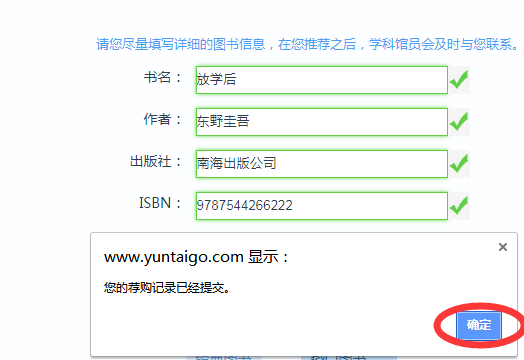 请您尽量填写详细的图书信息，在您推荐之后，学科馆员会及时与您联系。
书名： 放学后
作者： 东野圭吾
出版社： 南海出版公司
ISBN： 9787544266222
www.yuntaigo.com 显示：
您的荐购记录已经提交。
确定